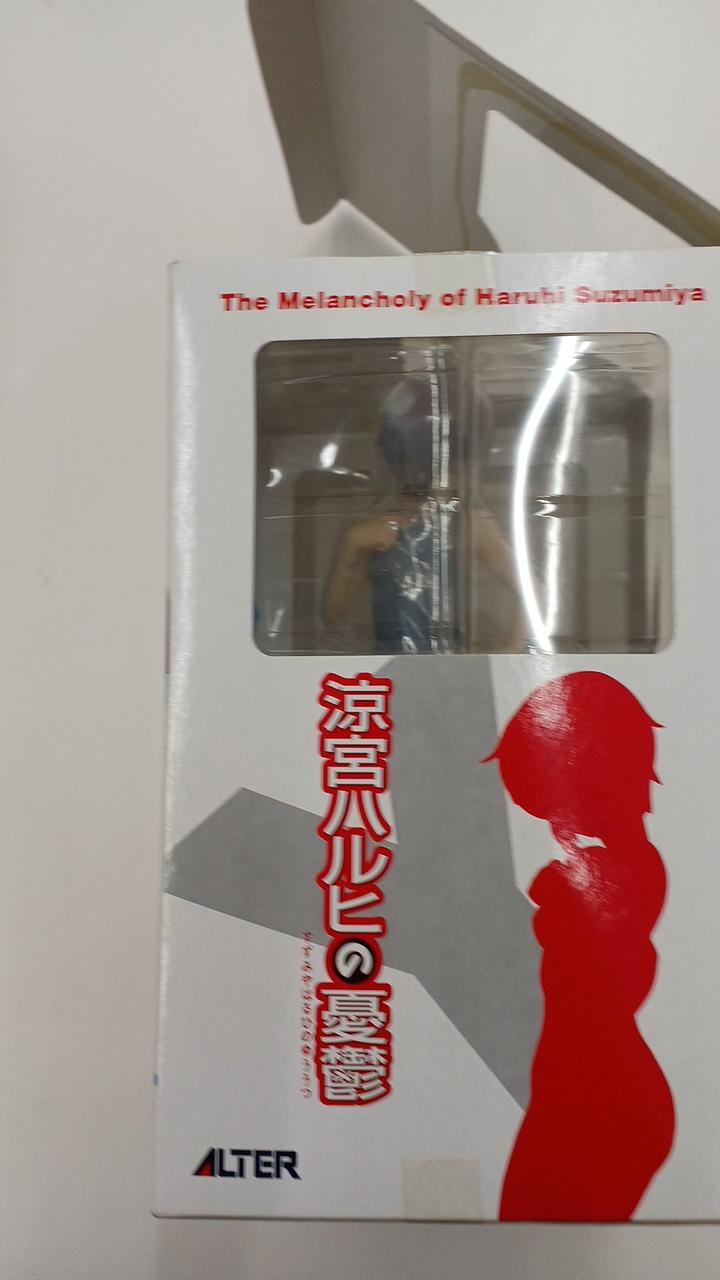 The Melancholy of Haruhi Suzumiya
涼宮ハルヒの憂鬱
ALTER